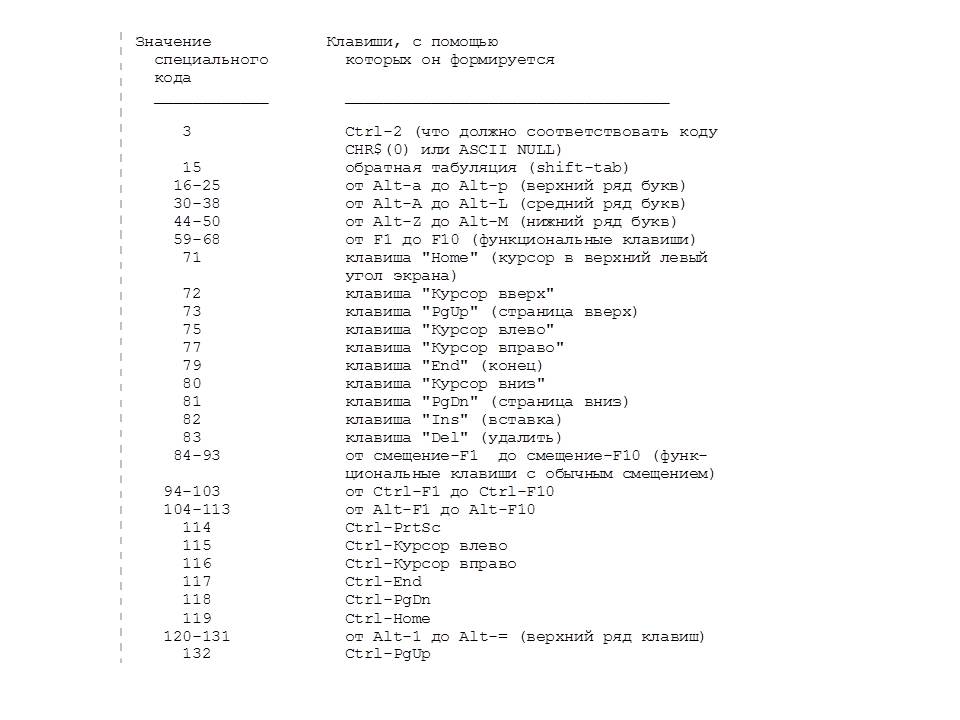 Значение Клавиши, с помощью
специального которых он формируется
кода
____________ __________________________________
3 Ctrl-2 (что должно соответствовать коду
CHR$(0) или ASCII NULL)
15 обратная табуляция (shift-tab)
16-25 от Alt-a до Alt-p (верхний ряд букв)
30-38 от Alt-A до Alt-L (средний ряд букв)
44-50 от Alt-Z до Alt-M (нижний ряд букв)
59-68 от F1 до F10 (функциональные клавиши)
71 клавиша "Home" (курсор в верхний левый
угол экрана)
72 клавиша "Курсор вверх"
73 клавиша "PgUp" (страница вверх)
75 клавиша "Курсор влево"
77 клавиша "Курсор вправо"
79 клавиша "End" (конец)
80 клавиша "Курсор вниз"
81 клавиша "PgDn" (страница вниз)
82 клавиша "Ins" (вставка)
83 клавиша "Del" (удалить)
84-93 от смещение-F1 до смещение-F10 (функ-
циональные клавиши с обычным смещением)
94-103 от Ctrl-F1 до Ctrl-F10
104-113 от Alt-F1 до Alt-F10
114 Ctrl-PrtSc
115 Ctrl-Курсор влево
116 Ctrl-Курсор вправо
117 Ctrl-End
118 Ctrl-PgDn
119 Ctrl-Home
120-131 от Alt-1 до Alt-= (верхний ряд клавиш)
132 Ctrl-PgUp